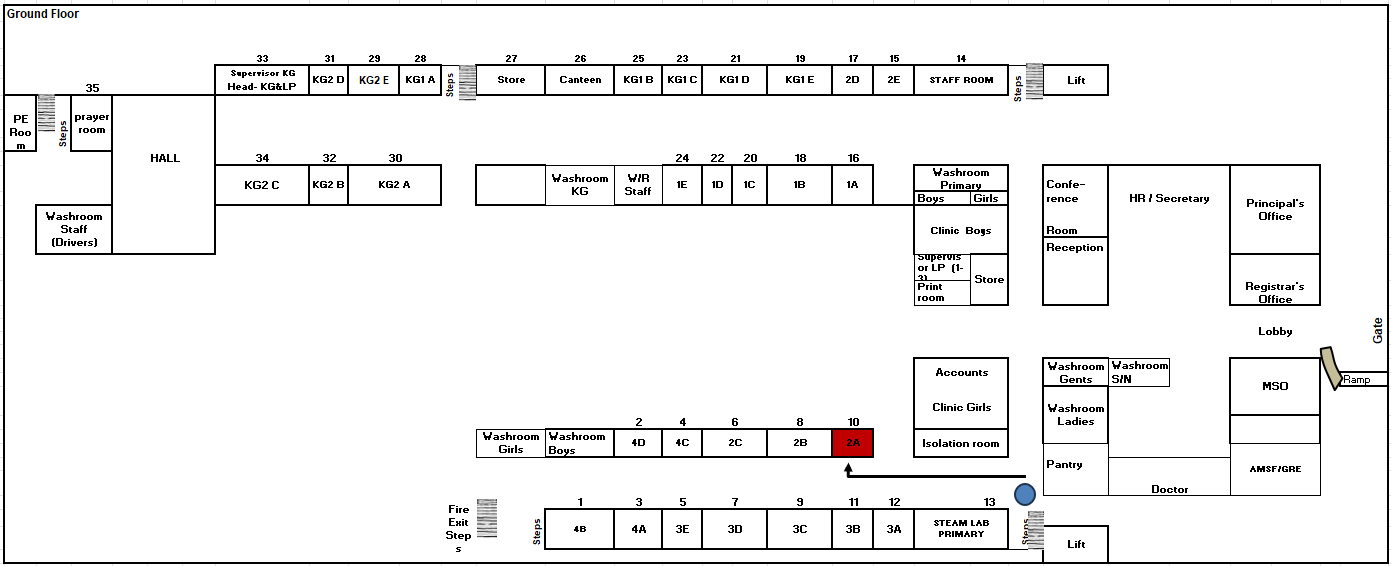 Ground Floor
33
31
29
28
27
26
25
23
21
19
17
15
14
Supervisor KG
Head- KG&LP
KG2 D
KG2 E
KG1 A
Steps
Store
Canteen
KG1 B
KG1 C
KG1 D
KG1 E
2D
2E
STAFF ROOM
Steps
Lift
35
PE
Roo
m
Steps
prayer
room
HALL
34
32
30
KG2 C
KG2 B
KG2 A
24
22
20
18
16
Washroom
KG
W/R
Staff
1E
1D
1C
1B
1A
Washroom
Primary
Boys
Girls
Clinic Boys
Supervis
or LP (1-
3)
Print
room
Store
Confe-
rence
Room
Reception
HR / Secretary
Principal's
Office
Registrar's
Office
Washroom
Staff
(Drivers)
Lobby
Gate
Ramp
Accounts
Clinic Girls
Isolation room
Washroom
Gents
Washroom
S/N
Washroom
Ladies
Pantry
Doctor
MSO
AMSF/GRE
2
4
6
8
10
Washroom
Girls
Washroom
Boys
4D
4C
2C
2B
2A
Fire
Exit
Step
s
Steps
1
3
5
7
9
11
12
13
4B
4A
3E
3D
3C
3B
3A
STEAM LAB
PRIMARY
Steps
Lift